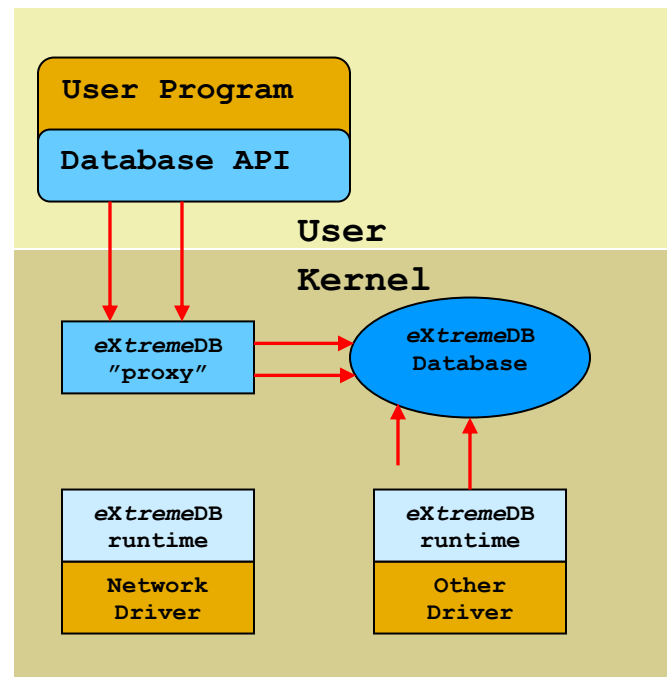 User Program
Database API
User
Kernel
eXtremeDB
"proxy"
eXtremeDB
Database
eXtremeDB
runtime
Network
Driver
eXtremeDB
runtime
Other
Driver